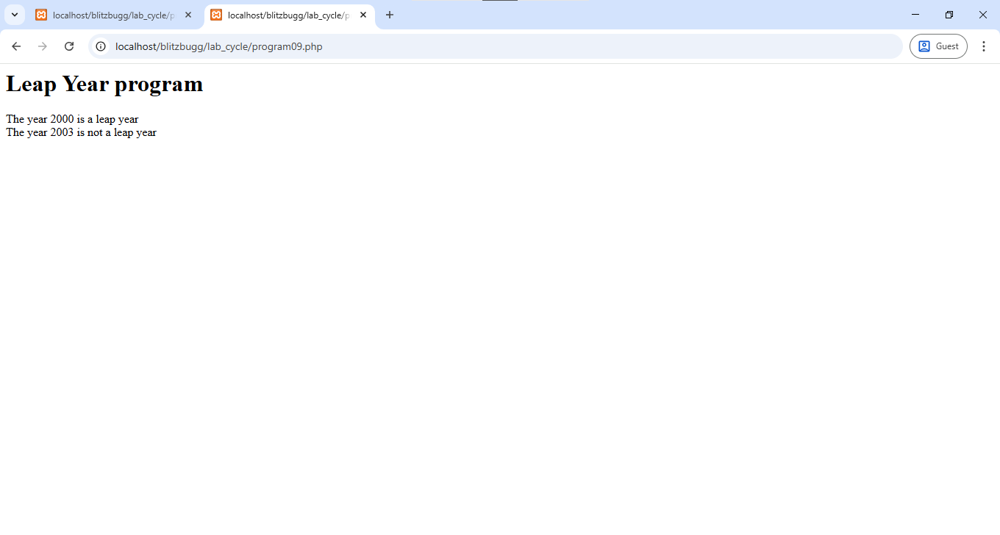 localhost/blitzbugg/lab_cycle/p
localhost/blitzbugg/lab_cycle/p
localhost/blitzbugg/lab_cycle/program09.php
Guest
Leap Year program
The year 2000 is a leap year
The year 2003 is not a leap year